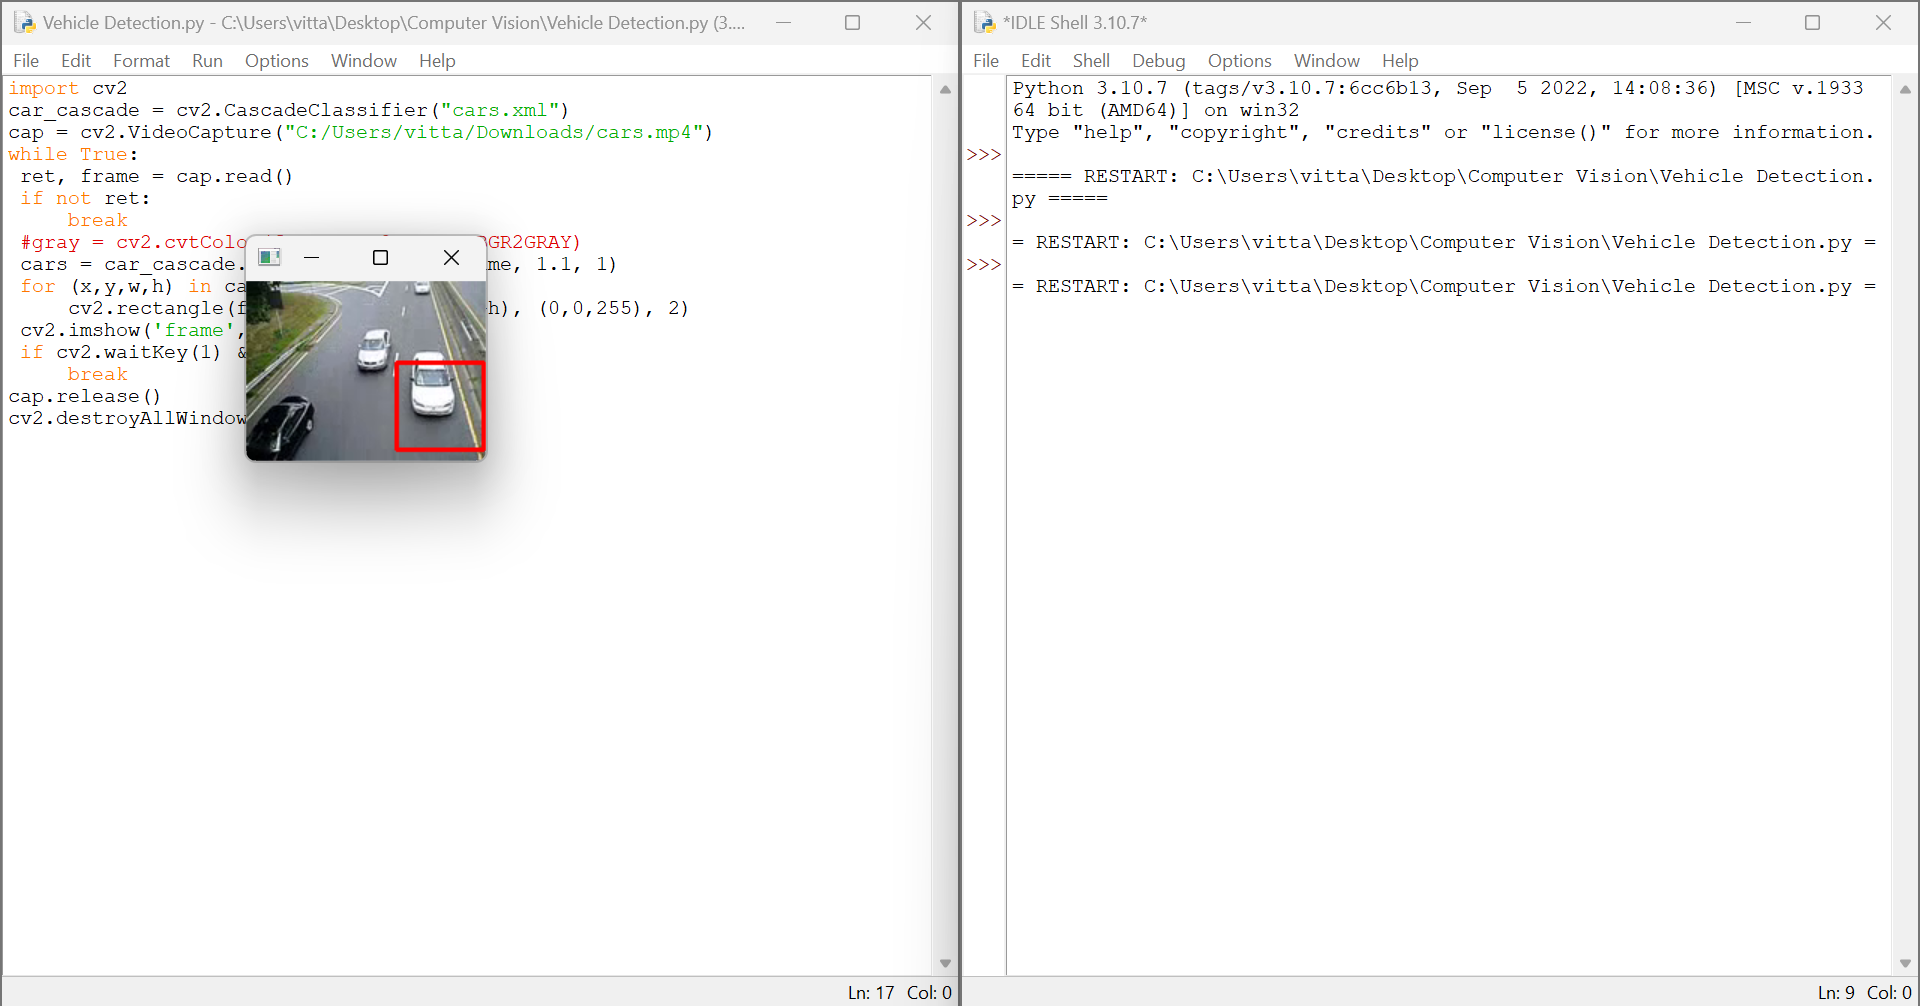 Vehicle Detection.py - C:\Users\vitta\Desktop\Computer Vision\Vehicle Detection.py (3....
File Edit Format Run Options Window Help
import cv2
car_cascade = cv2.CascadeClassifier("cars.xml")
cap = cv2.VideoCapture("C:/Users/vitta/Downloads/cars.mp4")
while True:
 ret, frame = cap.read()
 if not ret:
     break
 #gray = cv2.cvtColo BGR2GRAY)
 cars = car_cascade. me, 1.1, 1)
 for (x,y,w,h) in ca
     cv2.rectangle(f h), (0,0,255), 2)
 cv2.imshow('frame',
 if cv2.waitKey(1) &
     break
cap.release()
cv2.destroyAllWindow
Ln: 17 Col: 0
*IDLE Shell 3.10.7*
File Edit Shell Debug Options Window Help
Python 3.10.7 (tags/v3.10.7:6cc6b13, Sep  5 2022, 14:08:36) [MSC v.1933
64 bit (AMD64)] on win32
Type "help", "copyright", "credits" or "license()" for more information.
>>>
===== RESTART: C:\Users\vitta\Desktop\Computer Vision\Vehicle Detection.
py =====
>>>
= RESTART: C:\Users\vitta\Desktop\Computer Vision\Vehicle Detection.py =
>>>
= RESTART: C:\Users\vitta\Desktop\Computer Vision\Vehicle Detection.py =
Ln: 9 Col: 0